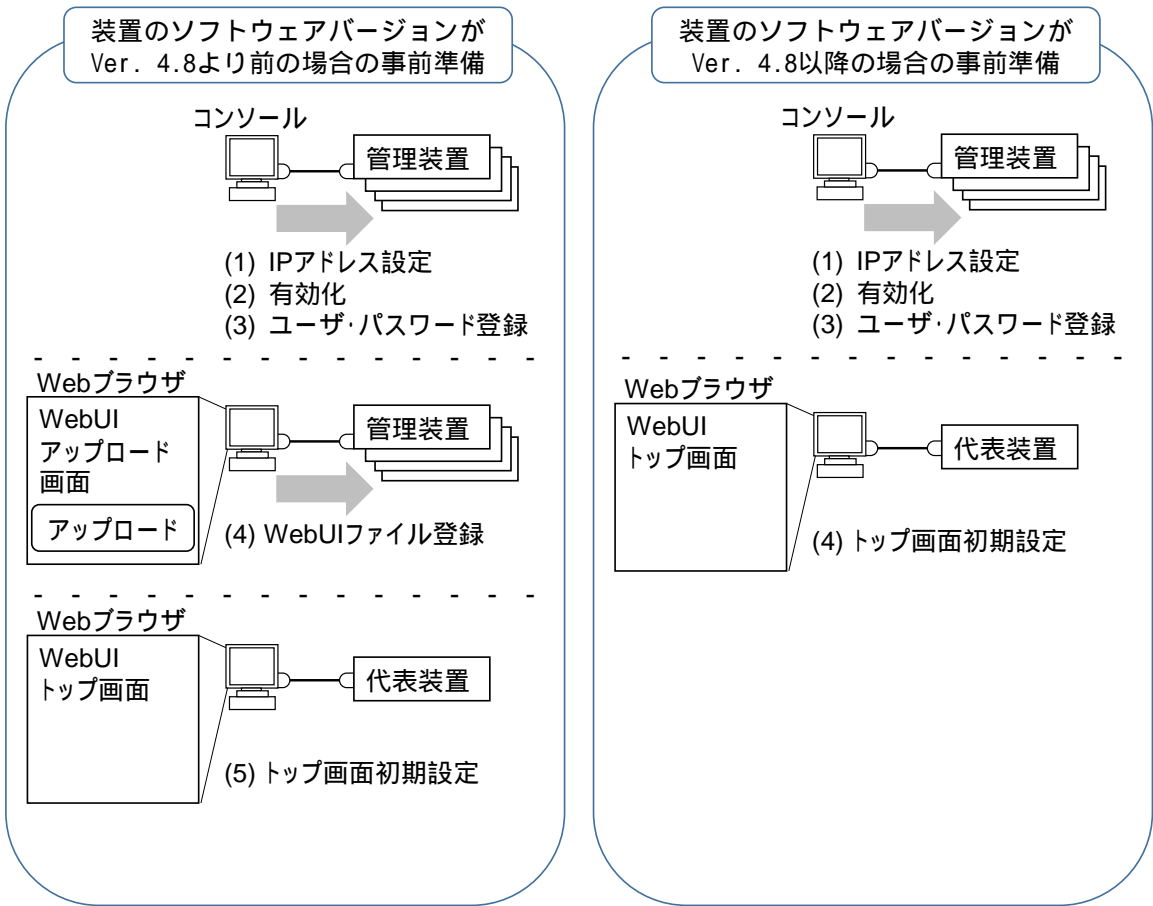 装置のソフトウェアバージョンが
Ver. 4.8より前の場合の事前準備
コンソール
管理装置
(1) IPアドレス設定
(2) 有効化
(3) ユーザ・パスワード登録
Webブラウザ
WebUI
アップロード
画面
アップロード
管理装置
(4) WebUIファイル登録
Webブラウザ
WebUI
トップ画面
代表装置
(5) トップ画面初期設定
装置のソフトウェアバージョンが
Ver. 4.8以降の場合の事前準備
コンソール
管理装置
(1) IPアドレス設定
(2) 有効化
(3) ユーザ・パスワード登録
Webブラウザ
WebUI
トップ画面
代表装置
(4) トップ画面初期設定